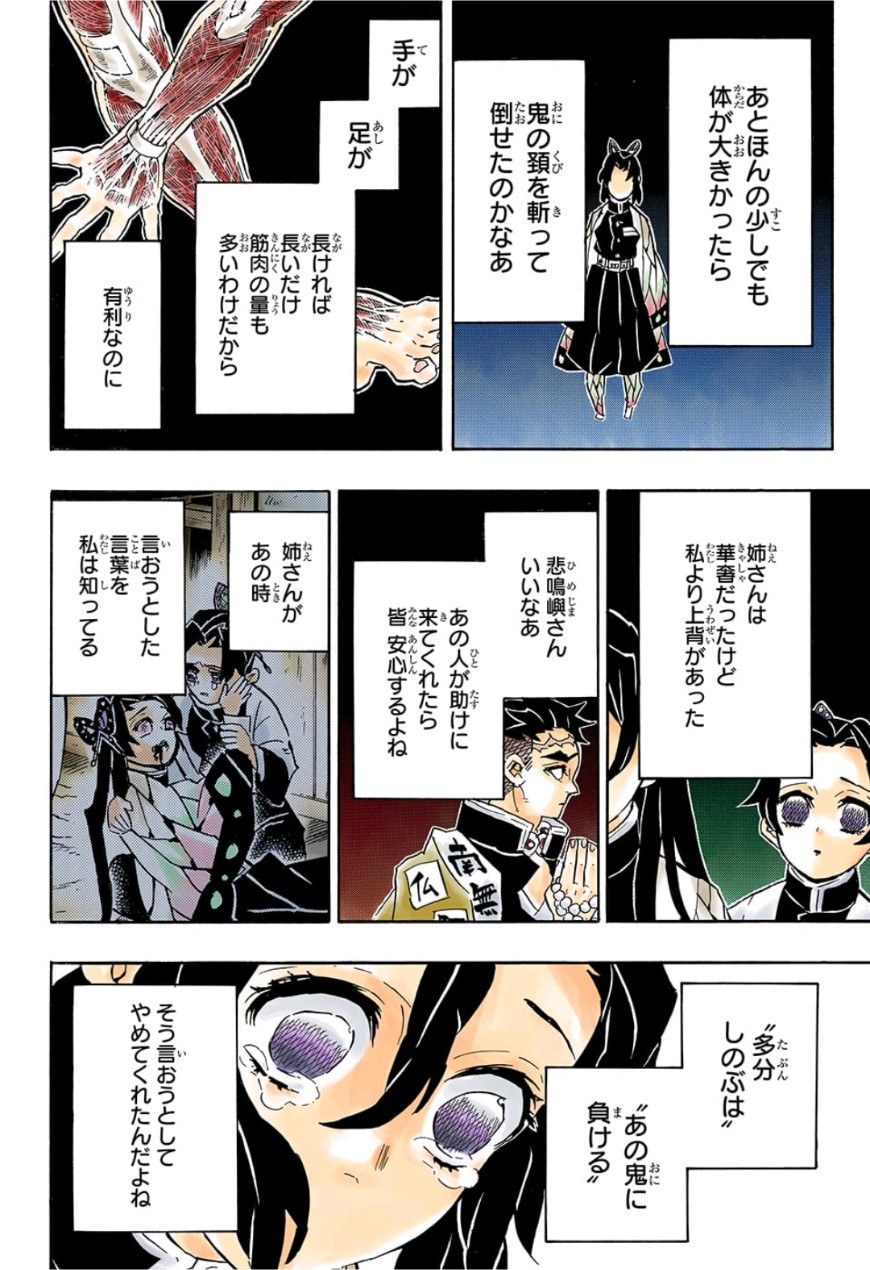 あとほんの少しでも
体が大きかったら
鬼の頚を斬って
倒せたのかなあ
手が
足が
長ければ
長いだけ
筋肉の量も
多いわけだから
有利なのに
姉さんは
華奢だったけど
私より上背があった
悲鳴嶼さん
いいなあ
あの人が助けに
来てくれたら
皆 安心するよね
南無
仏
姉さんが
あの時
言おうとした
言葉を
私は知ってる
〝多分
しのぶは〟
〝あの鬼に
負ける〟
そう言おうとして
やめてくれたんだよね